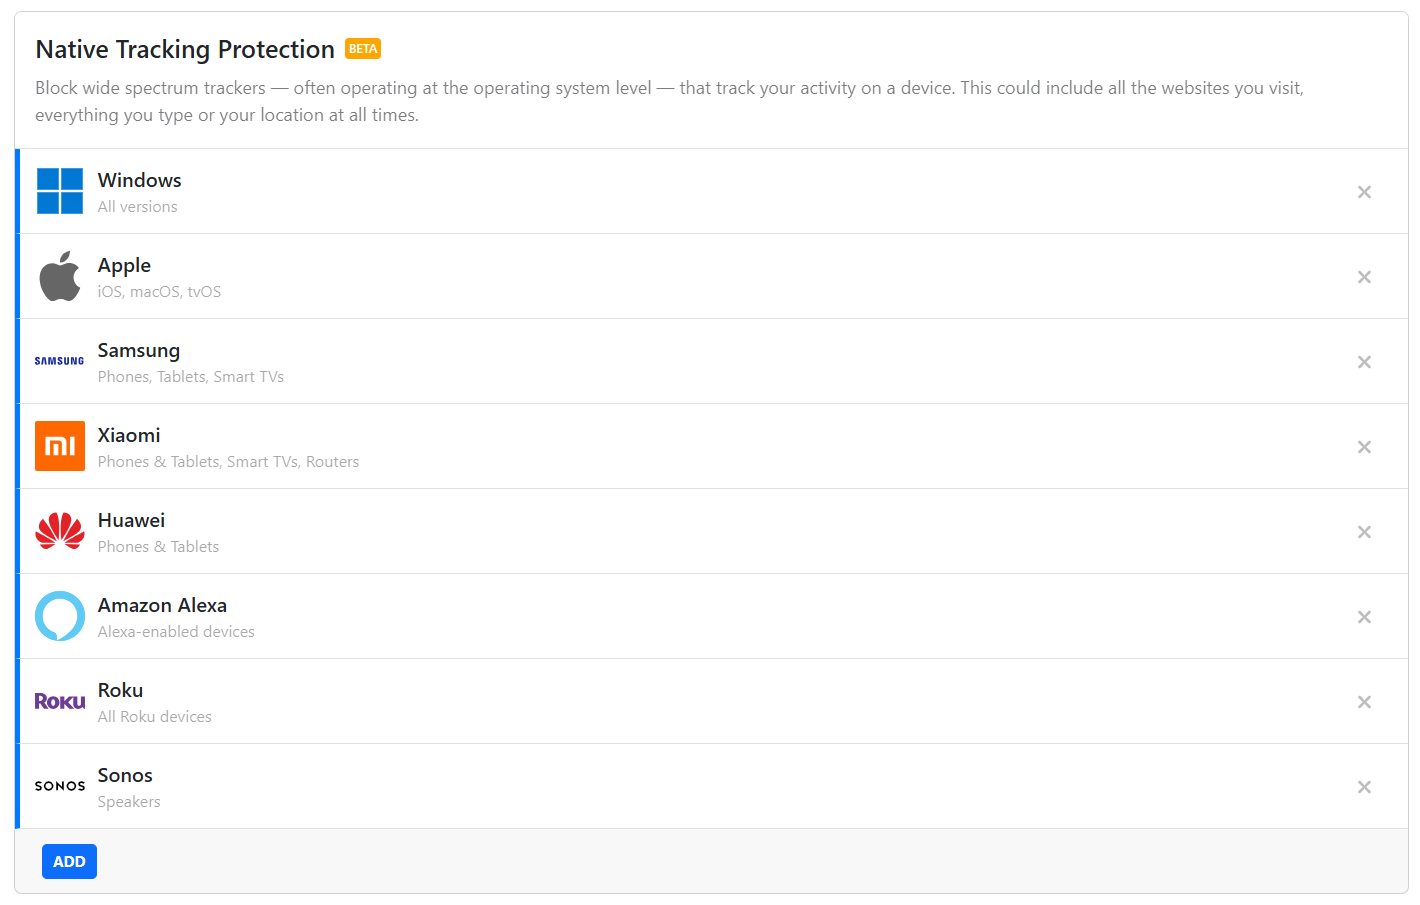 Native Tracking Protection BETA
Block wide spectrum trackers — often operating at the operating system level — that track your activity on a device. This could include all the websites you visit,
everything you type or your location at all times.
Windows
All versions
Apple
iOS, macOS, tvOS
SAMSUNG
Samsung
Phones, Tablets, Smart TVs
mi
Xiaomi
Phones & Tablets, Smart TVs, Routers
Huawei
Phones & Tablets
Amazon Alexa
Alexa-enabled devices
ROKU
Roku
All Roku devices
SONOS
Sonos
Speakers
ADD